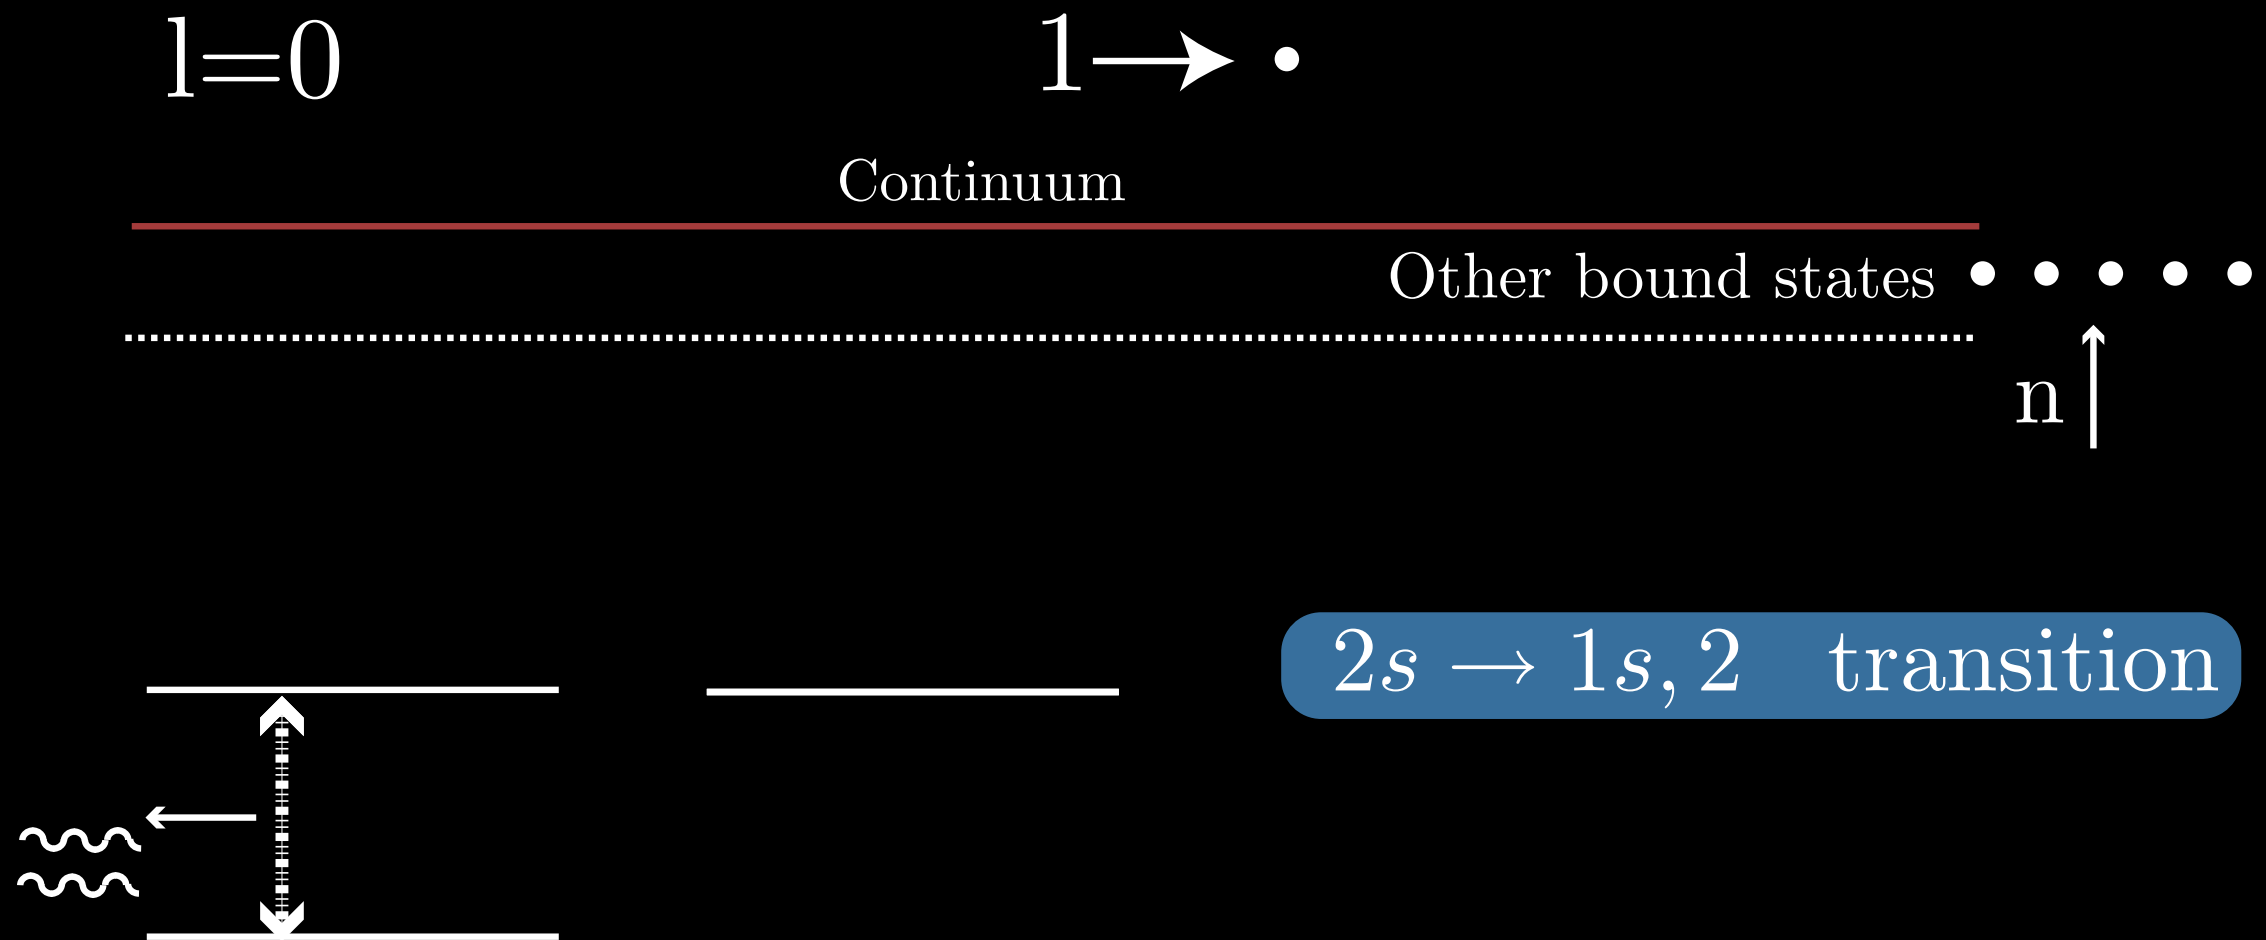 l=0
1→ •
Continuum
Other bound states • • • • •
n
2s → 1s, 2 transition